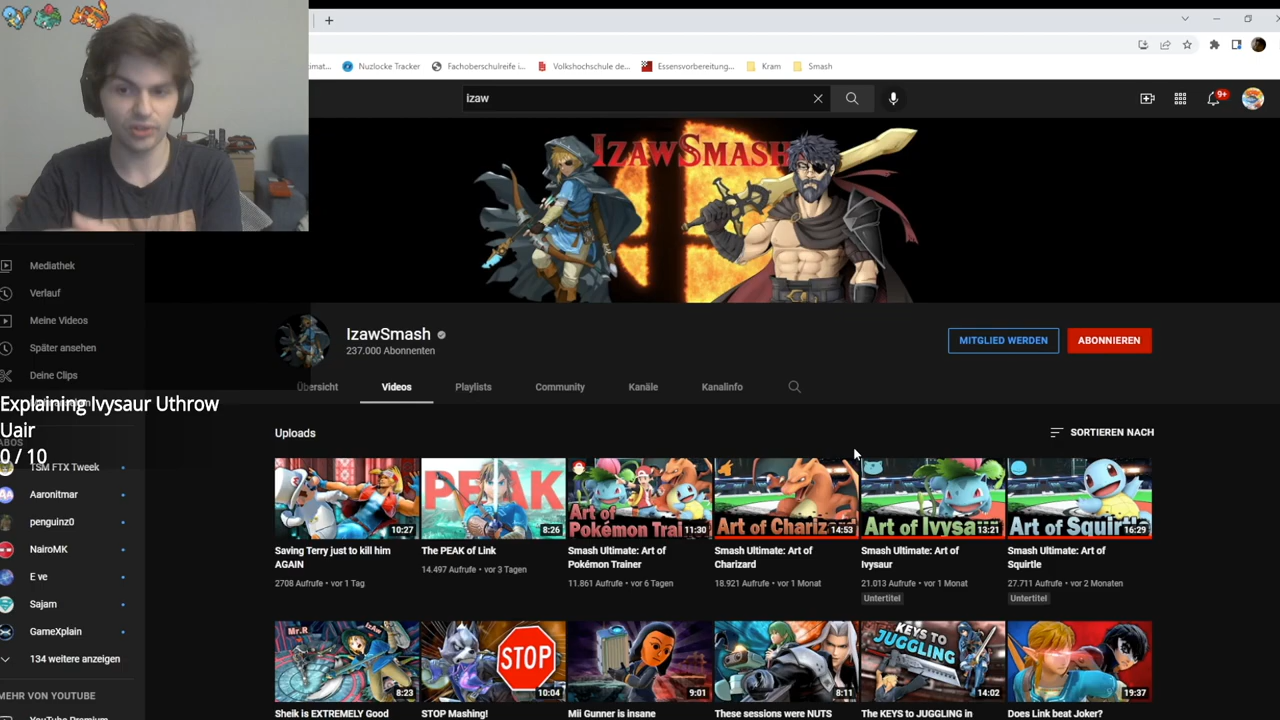 imat...
Nuzlocke Tracker
Fachoberschulreife i...
Volkshochschule de...
Essensvorbereitung...
Kram
Smash
izaw
9+
IZAWSMASH
Mediathek
Verlauf
Meine Videos
Später ansehen
Deine Clips
IzawSmash
237.000 Abonnenten
MITGLIED WERDEN
ABONNIEREN
Übersicht
Videos
Playlists
Community
Kanäle
Kanalinfo
Explaining Ivysaur Uthrow
Uair
0 / 10
ABOS
TSM FTX Tweek
Aaronitmar
penguinz0
NairoMK
E ve
Sajam
GameXplain
134 weitere anzeigen
MEHR VON YOUTUBE
YouTube Premium
Uploads
SORTIEREN NACH
10:27
PEAK
8:26
Art of
Pokémon Trai
11:30
Art of Chariz
14:53
Art of Ivysau
13:21
Art of Squirtle
16:29
Saving Terry just to kill him
AGAIN
2708 Aufrufe • vor 1 Tag
The PEAK of Link
14.497 Aufrufe • vor 3 Tagen
Smash Ultimate: Art of
Pokémon Trainer
11.861 Aufrufe • vor 6 Tagen
Smash Ultimate: Art of
Charizard
18.921 Aufrufe • vor 1 Monat
Smash Ultimate: Art of
Ivysaur
21.013 Aufrufe • vor 1 Monat
Untertitel
Smash Ultimate: Art of
Squirtle
27.711 Aufrufe • vor 2 Monaten
Untertitel
Mr.R
8:23
STOP
10:04
9:01
8:11
KEYS TO
JUGGLING
14:02
19:37
Sheik is EXTREMELY Good
STOP Mashing!
Mii Gunner is insane
These sessions were NUTS
The KEYS to JUGGLING in
Does Link beat Joker?